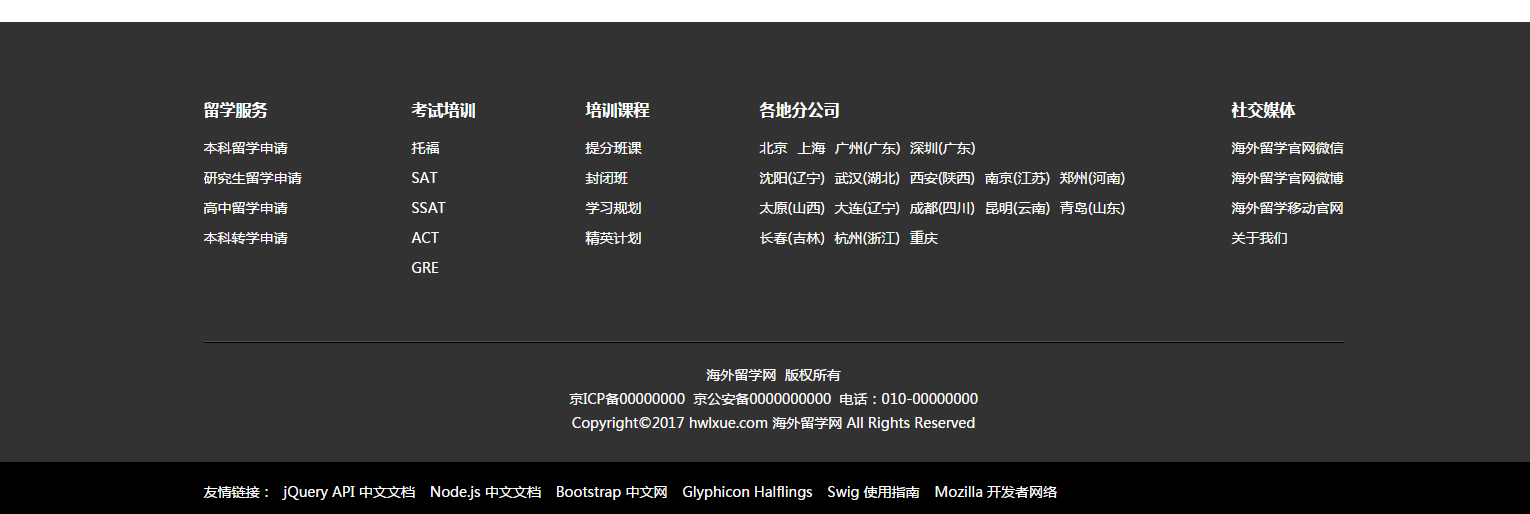 留学服务
本科留学申请
研究生留学申请
高中留学申请
本科转学申请
考试培训
托福
SAT
SSAT
ACT
GRE
培训课程
提分班课
封闭班
学习规划
精英计划
各地分公司
北京 上海 广州(广东) 深圳(广东)
沈阳(辽宁) 武汉(湖北) 西安(陕西) 南京(江苏) 郑州(河南)
太原(山西) 大连(辽宁) 成都(四川) 昆明(云南) 青岛(山东)
长春(吉林) 杭州(浙江) 重庆
社交媒体
海外留学官网微信
海外留学官网微博
海外留学移动官网
关于我们
海外留学网 版权所有
京ICP备00000000 京公安备0000000000 电话：010-00000000
Copyright©2017 hwlxue.com 海外留学网 All Rights Reserved
友情链接： jQuery API 中文文档 Node.js 中文文档 Bootstrap 中文网 Glyphicon Halflings Swig 使用指南 Mozilla 开发者网络